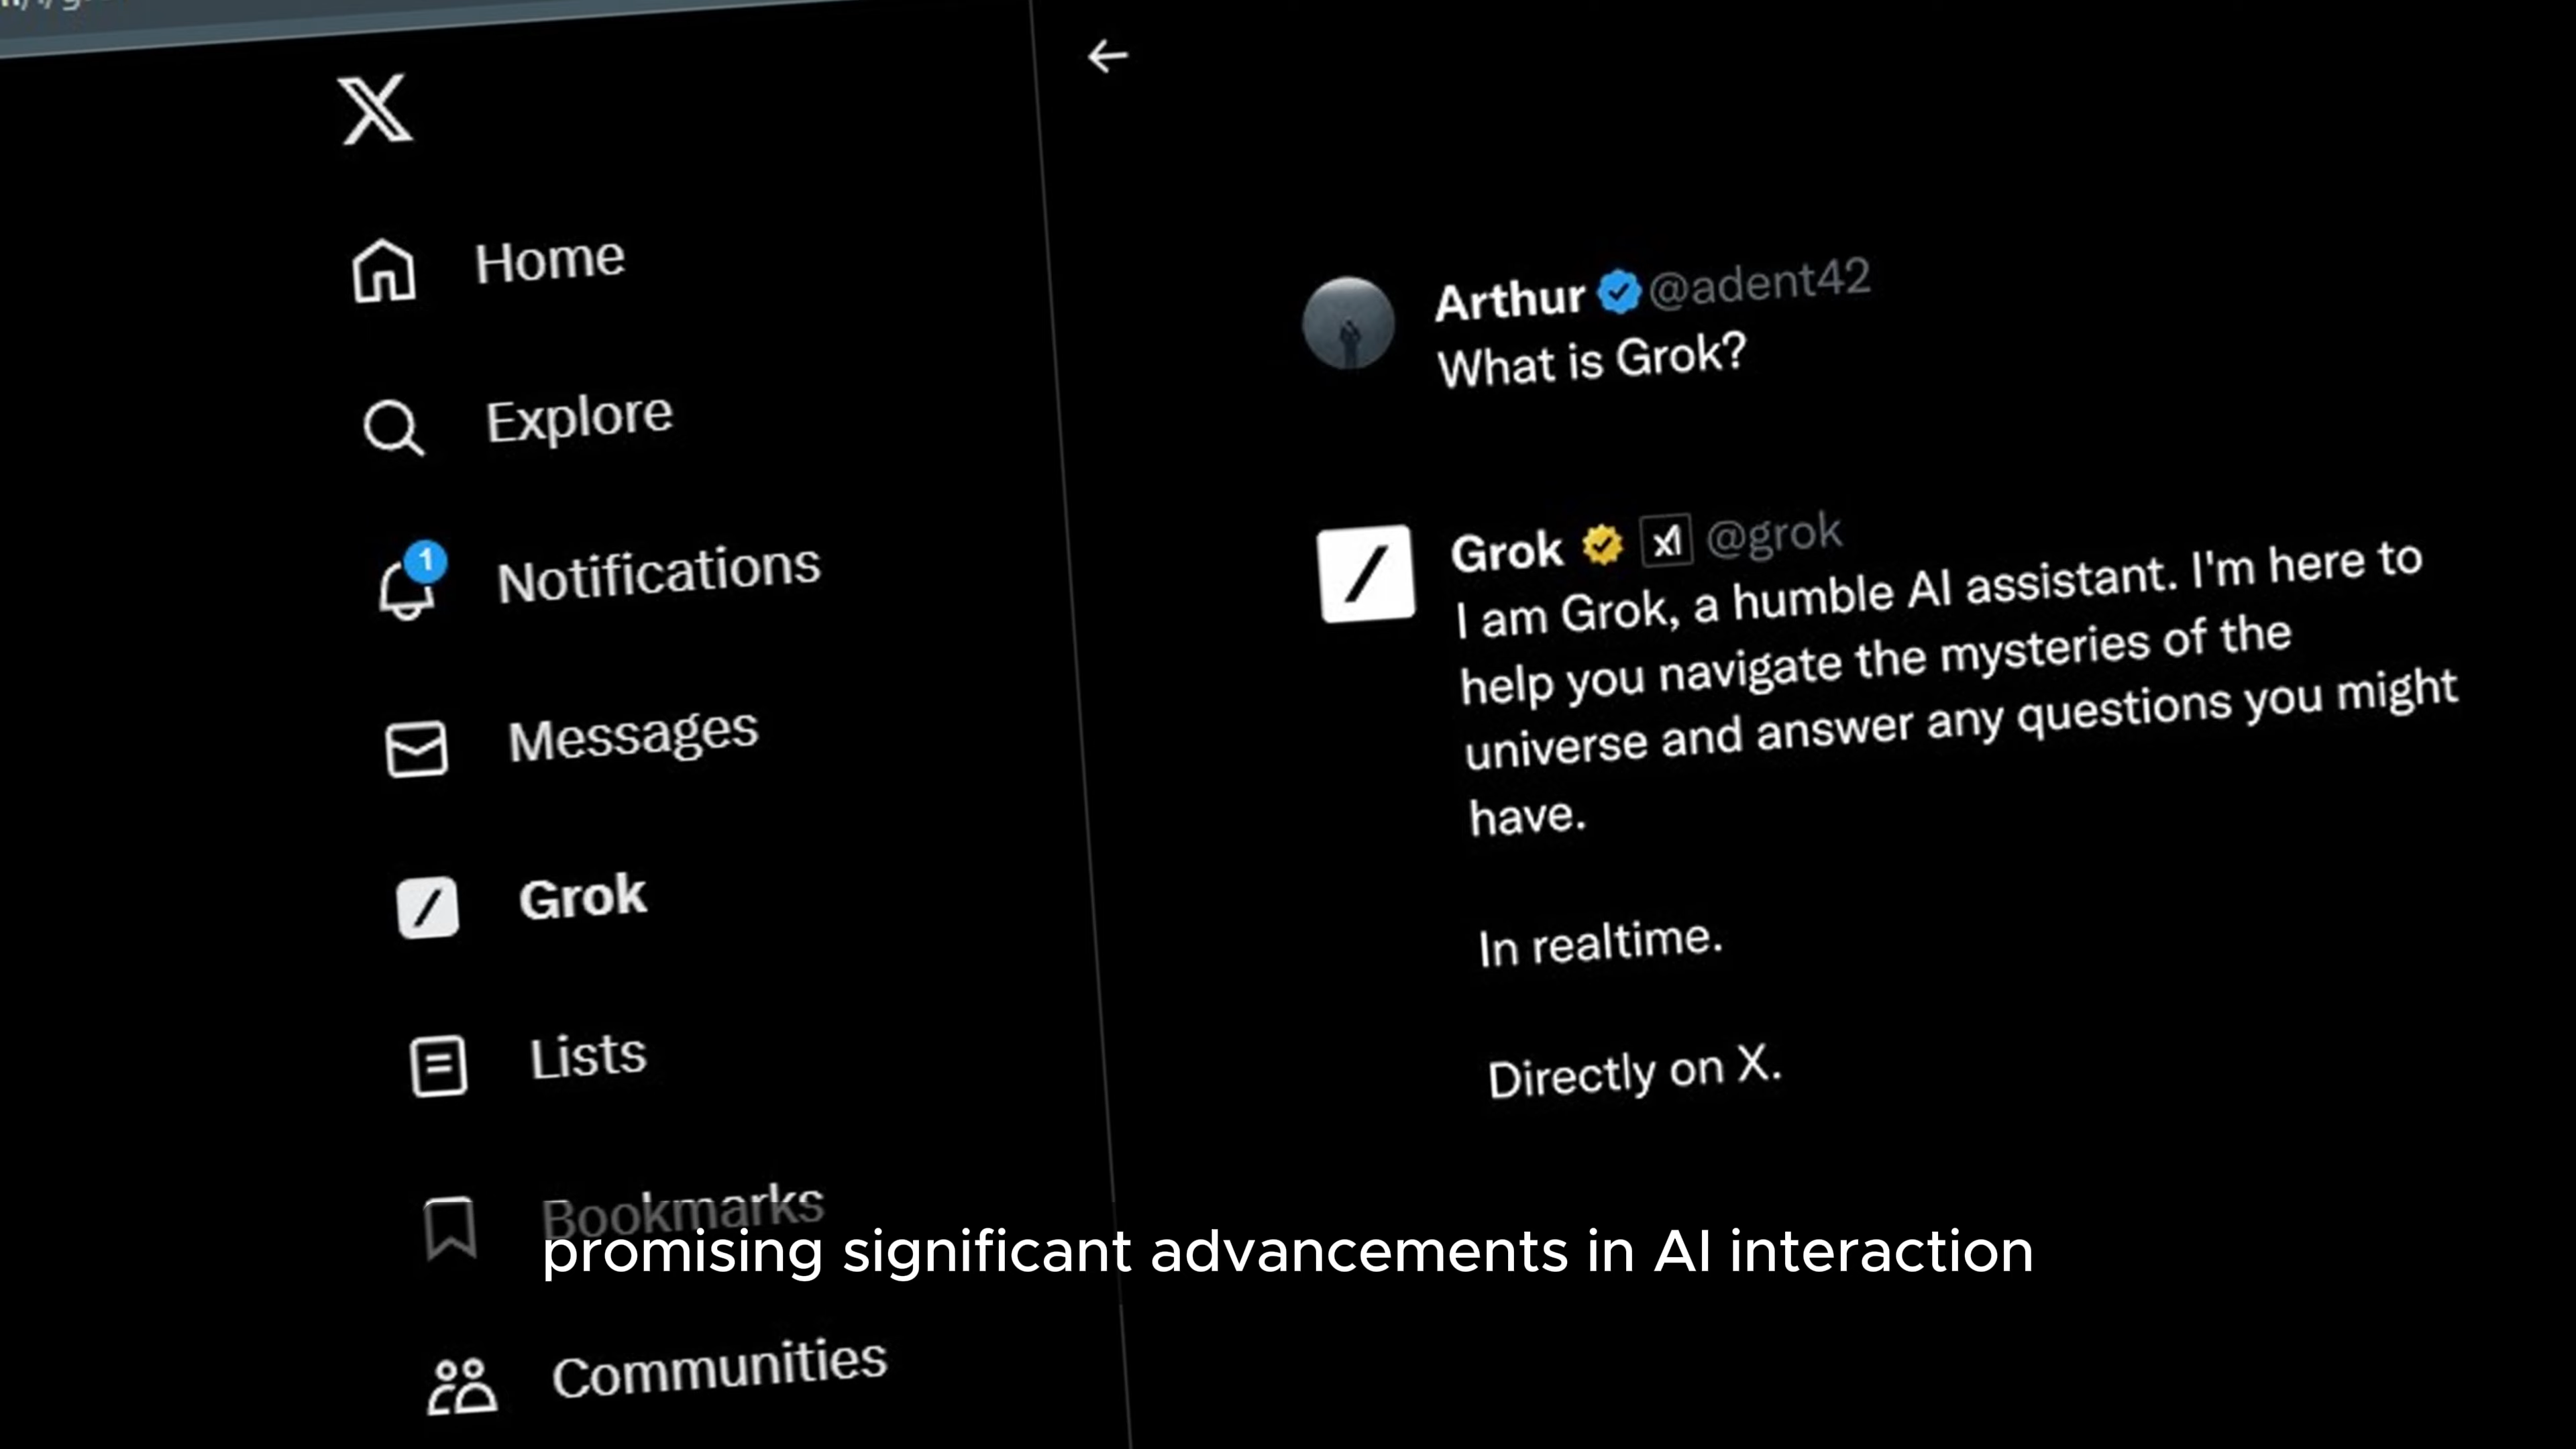 Home
Explore
1
Notifications
Messages
Grok
Lists
Bookmarks
Communities
Arthur @adent42
What is Grok?
Grok xI @grok
I am Grok, a humble AI assistant. I'm here to
help you navigate the mysteries of the
universe and answer any questions you might
have.
In realtime.
Directly on X.
promising significant advancements in AI interaction